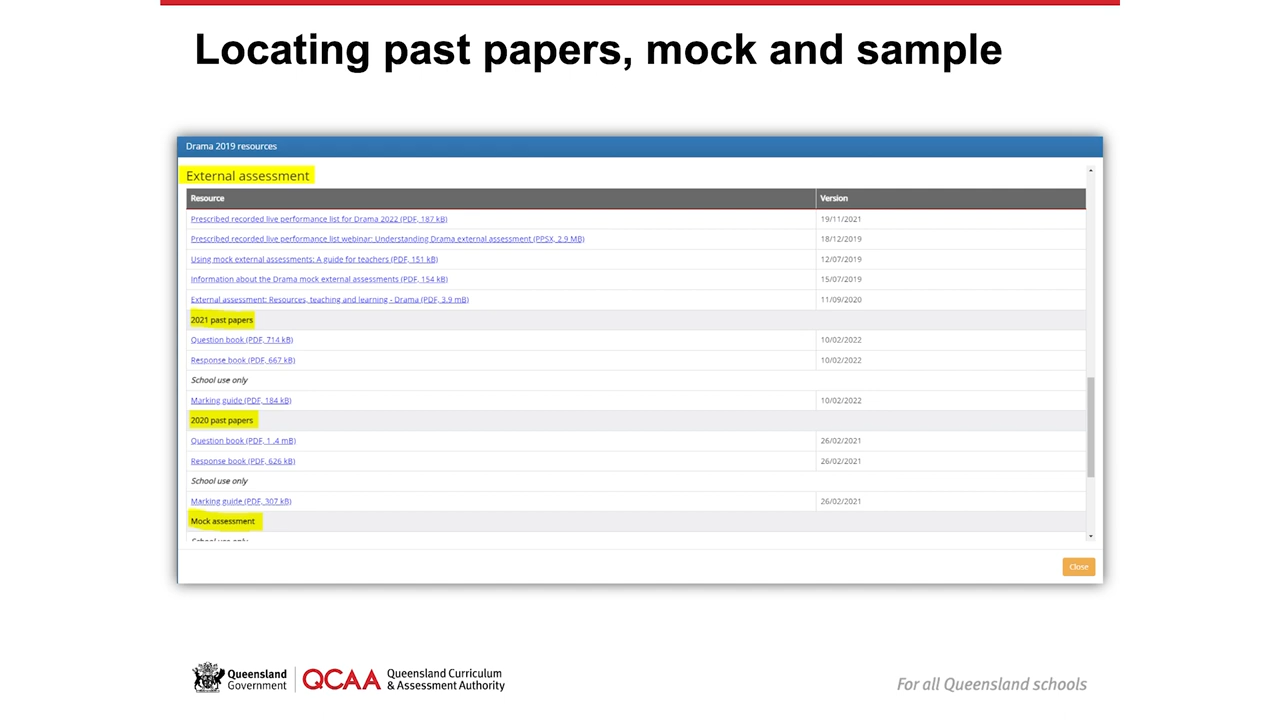 Locating past papers, mock and sample
Drama 2019 resources
External assessment
Resource Version
Prescribed recorded live performance list for Drama 2022 (PDF, 187 kB) 19/11/2021
Prescribed recorded live performance list webinar: Understanding Drama external assessment (PPSX, 2.9 MB) 18/12/2019
Using mock external assessments: A guide for teachers (PDF, 151 kB) 12/07/2019
Information about the Drama mock external assessments (PDF, 154 kB) 15/07/2019
External assessment: Resources, teaching and learning - Drama (PDF, 3.9 mB) 11/09/2020
2021 past papers
Question book (PDF, 714 kB) 10/02/2022
Response book (PDF, 667 kB) 10/02/2022
School use only
Marking guide (PDF, 184 kB) 10/02/2022
2020 past papers
Question book (PDF, 1 .4 mB) 26/02/2021
Response book (PDF, 626 kB) 26/02/2021
School use only
Marking guide (PDF, 307 kB) 26/02/2021
Mock assessment
School use only
Close
Queensland Government
QCAA
Queensland Curriculum
& Assessment Authority
For all Queensland schools